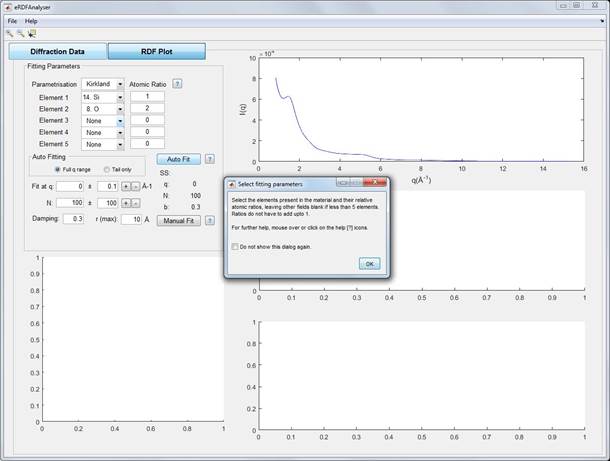 eRDFAnalyser
File Help
Diffraction Data RDF Plot
Fitting Parameters
Parametrisation Kirkland Atomic Ratio ?
Element 1 14. Si 1
Element 2 8. O 2
Element 3 None 0
Element 4 None 0
Element 5 None 0
Auto Fitting
Full q range Tail only
Auto Fit ?
SS:
Fit at q: 0 ± 0.1 + - Å-1 q: 0
N: 100 ± 100 + - N: 100
b: 0.3
Damping: 0.3 r (max): 10 Å Manual Fit ?
I(q)
10
8
6
4
2
0
0 2 4 6 8 10 12 14 16
q(Å⁻¹)
Select fitting parameters
Select the elements present in the material and their relative
atomic ratios, leaving other fields blank if less than 5 elements.
Ratios do not have to add upto 1.
For further help, mouse over or click on the help [?] icons.
Do not show this dialog again.
OK
0 0.1 0.2 0.3 0.4 0.5 0.6 0.7 0.8 0.9 1
1
0.9
0.8
0.7
0.6
0.5
0.4
0.3
0.2
0.1
0
0 0.2 0.4 0.6 0.8 1
1
0.8
0.6
0.4
0.2
0
0 0.1 0.2 0.3 0.4 0.5 0.6 0.7 0.8 0.9 1